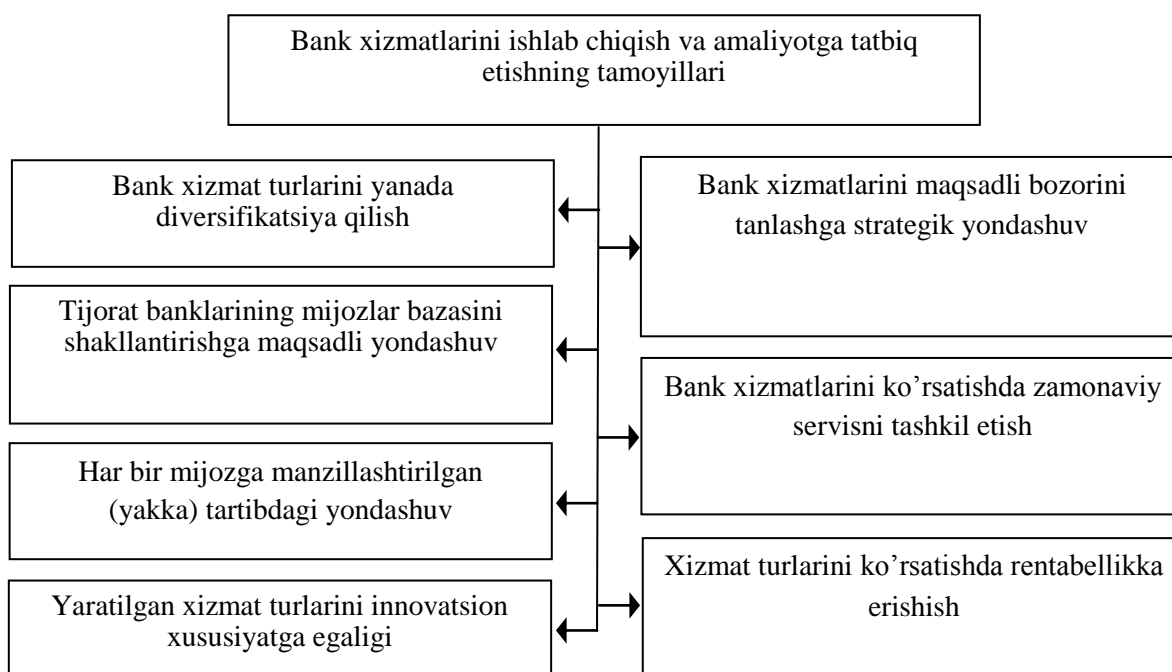 Bank xizmatlarini ishlab chiqish va amaliyotga tatbiq
etishning tamoyillari
Bank xizmat turlarini yanada
diversifikatsiya qilish
Bank xizmatlarini maqsadli bozorini
tanlashga strategik yondashuv
Tijorat banklarining mijozlar bazasini
shakllantirishga maqsadli yondashuv
Bank xizmatlarini ko’rsatishda zamonaviy
servisni tashkil etish
Har bir mijozga manzillashtirilgan
(yakka) tartibdagi yondashuv
Xizmat turlarini ko’rsatishda rentabellikka
erishish
Yaratilgan xizmat turlarini innovatsion
xususiyatga egaligi